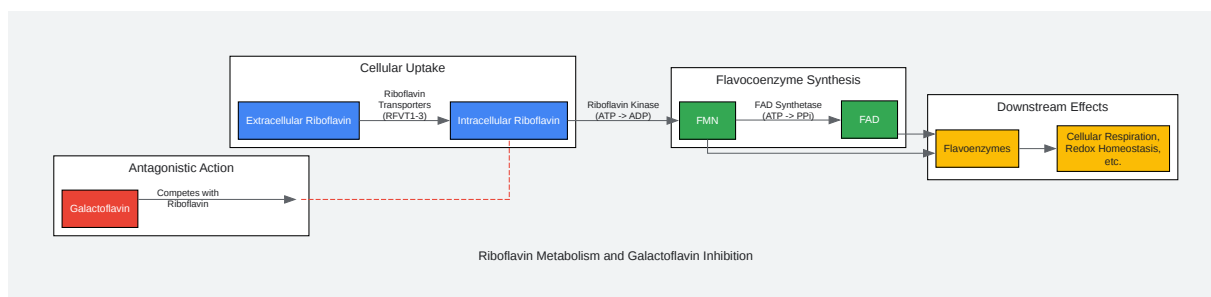 Cellular Uptake
Extracellular Riboflavin
Riboflavin
Transporters
(RFVT1-3)
Intracellular Riboflavin
Riboflavin Kinase
(ATP -> ADP)
Flavocoenzyme Synthesis
FMN
FAD Synthetase
(ATP -> PPi)
FAD
Downstream Effects
Flavoenzymes
Cellular Respiration,
Redox Homeostasis,
etc.
Antagonistic Action
Galactoflavin
Competes with
Riboflavin
Riboflavin Metabolism and Galactoflavin Inhibition